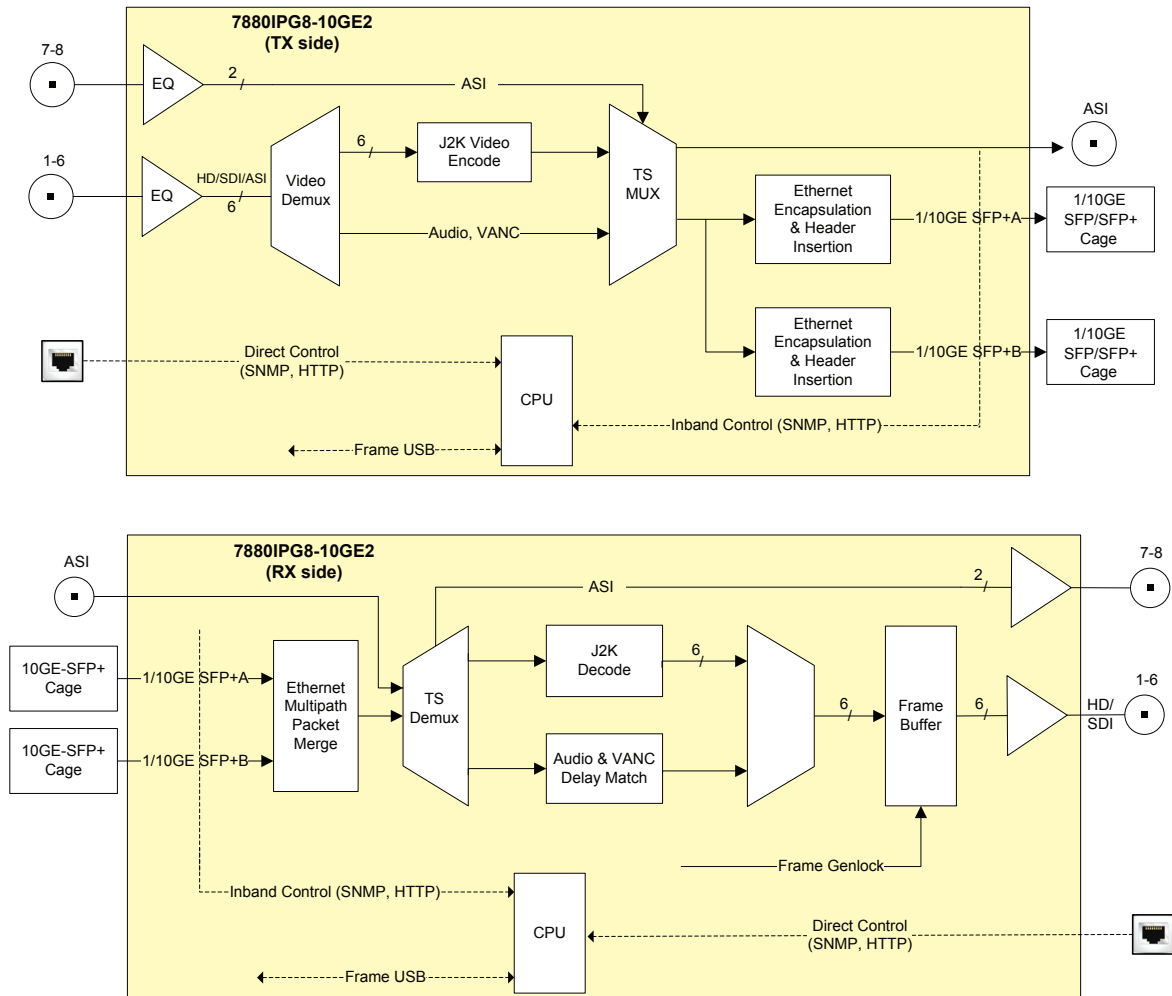 7880IPG8-10GE2
(TX side)
7-8
EQ
2
ASI
ASI
1-6
EQ
HD/SDI/ASI
6
Video
Demux
6
J2K Video
Encode
Audio, VANC
TS
MUX
Ethernet
Encapsulation
& Header
Insertion
1/10GE SFP+A
1/10GE
SFP/SFP+
Cage
Ethernet
Encapsulation
& Header
Insertion
1/10GE SFP+B
1/10GE
SFP/SFP+
Cage
Direct Control
(SNMP, HTTP)
CPU
Inband Control (SNMP, HTTP)
Frame USB
7880IPG8-10GE2
(RX side)
ASI
ASI
2
7-8
10GE-SFP+
Cage
1/10GE SFP+A
10GE-SFP+
Cage
1/10GE SFP+B
Ethernet
Multipath
Packet
Merge
TS
Demux
J2K
Decode
6
Audio & VANC
Delay Match
6
Frame
Buffer
6
HD/
SDI
1-6
Frame Genlock
Inband Control (SNMP, HTTP)
CPU
Direct Control
(SNMP, HTTP)
Frame USB